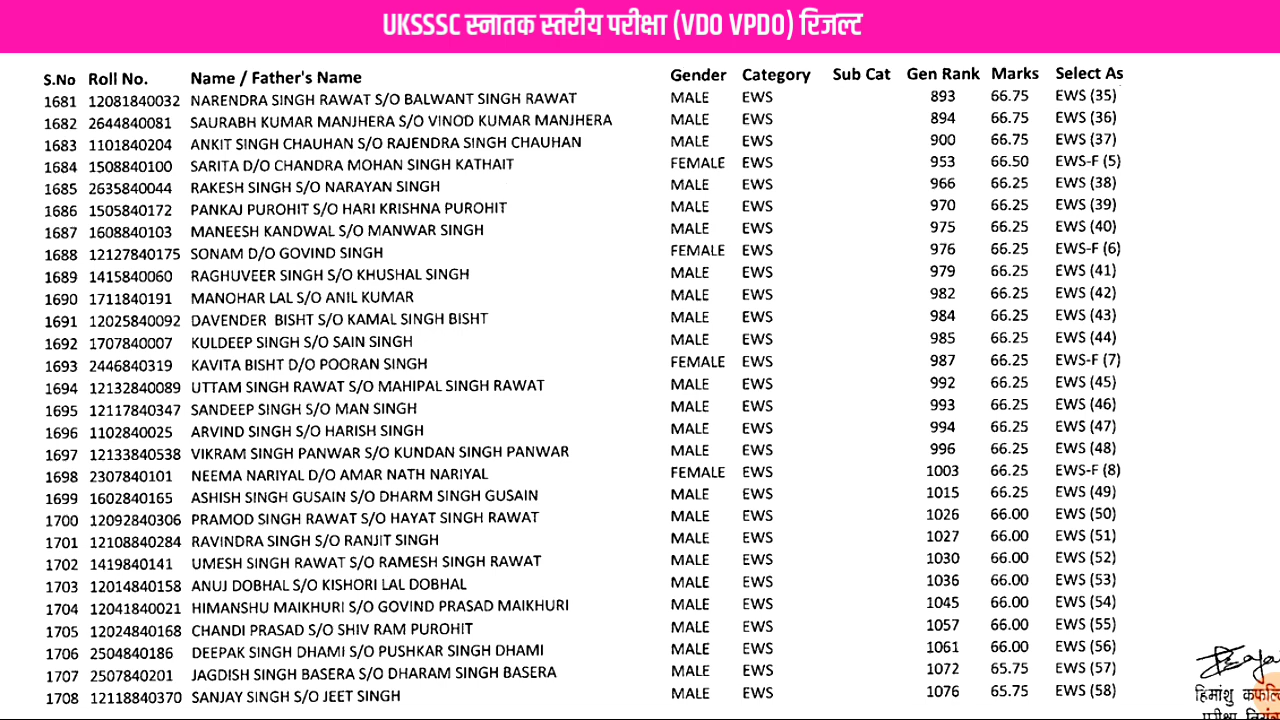 UKSSSC स्नातक स्तरीय परीक्षा (VDO VPDO) रिजल्ट
S.No Roll No. Name / Father's Name Gender Category Sub Cat Gen Rank Marks Select As
1681 12081840032 NARENDRA SINGH RAWAT S/O BALWANT SINGH RAWAT MALE EWS 893 66.75 EWS (35)
1682 2644840081 SAURABH KUMAR MANJHERA S/O VINOD KUMAR MANJHERA MALE EWS 894 66.75 EWS (36)
1683 1101840204 ANKIT SINGH CHAUHAN S/O RAJENDRA SINGH CHAUHAN MALE EWS 900 66.75 EWS (37)
1684 1508840100 SARITA D/O CHANDRA MOHAN SINGH KATHAIT FEMALE EWS 953 66.50 EWS-F (5)
1685 2635840044 RAKESH SINGH S/O NARAYAN SINGH MALE EWS 966 66.25 EWS (38)
1686 1505840172 PANKAJ PUROHIT S/O HARI KRISHNA PUROHIT MALE EWS 970 66.25 EWS (39)
1687 1608840103 MANEESH KANDWAL S/O MANWAR SINGH MALE EWS 975 66.25 EWS (40)
1688 12127840175 SONAM D/O GOVIND SINGH FEMALE EWS 976 66.25 EWS-F (6)
1689 1415840060 RAGHUVEER SINGH S/O KHUSHAL SINGH MALE EWS 979 66.25 EWS (41)
1690 1711840191 MANOHAR LAL S/O ANIL KUMAR MALE EWS 982 66.25 EWS (42)
1691 12025840092 DAVENDER BISHT S/O KAMAL SINGH BISHT MALE EWS 984 66.25 EWS (43)
1692 1707840007 KULDEEP SINGH S/O SAIN SINGH MALE EWS 985 66.25 EWS (44)
1693 2446840319 KAVITA BISHT D/O POORAN SINGH FEMALE EWS 987 66.25 EWS-F (7)
1694 12132840089 UTTAM SINGH RAWAT S/O MAHIPAL SINGH RAWAT MALE EWS 992 66.25 EWS (45)
1695 12117840347 SANDEEP SINGH S/O MAN SINGH MALE EWS 993 66.25 EWS (46)
1696 1102840025 ARVIND SINGH S/O HARISH SINGH MALE EWS 994 66.25 EWS (47)
1697 12133840538 VIKRAM SINGH PANWAR S/O KUNDAN SINGH PANWAR MALE EWS 996 66.25 EWS (48)
1698 2307840101 NEEMA NARIYAL D/O AMAR NATH NARIYAL FEMALE EWS 1003 66.25 EWS-F (8)
1699 1602840165 ASHISH SINGH GUSAIN S/O DHARM SINGH GUSAIN MALE EWS 1015 66.25 EWS (49)
1700 12092840306 PRAMOD SINGH RAWAT S/O HAYAT SINGH RAWAT MALE EWS 1026 66.00 EWS (50)
1701 12108840284 RAVINDRA SINGH S/O RANJIT SINGH MALE EWS 1027 66.00 EWS (51)
1702 1419840141 UMESH SINGH RAWAT S/O RAMESH SINGH RAWAT MALE EWS 1030 66.00 EWS (52)
1703 12014840158 ANUJ DOBHAL S/O KISHORI LAL DOBHAL MALE EWS 1036 66.00 EWS (53)
1704 12041840021 HIMANSHU MAIKHURI S/O GOVIND PRASAD MAIKHURI MALE EWS 1045 66.00 EWS (54)
1705 12024840168 CHANDI PRASAD S/O SHIV RAM PUROHIT MALE EWS 1057 66.00 EWS (55)
1706 2504840186 DEEPAK SINGH DHAMI S/O PUSHKAR SINGH DHAMI MALE EWS 1061 66.00 EWS (56)
1707 2507840201 JAGDISH SINGH BASERA S/O DHARAM SINGH BASERA MALE EWS 1072 65.75 EWS (57)
1708 12118840370 SANJAY SINGH S/O JEET SINGH MALE EWS 1076 65.75 EWS (58)
हिमांशु
परीक्षा